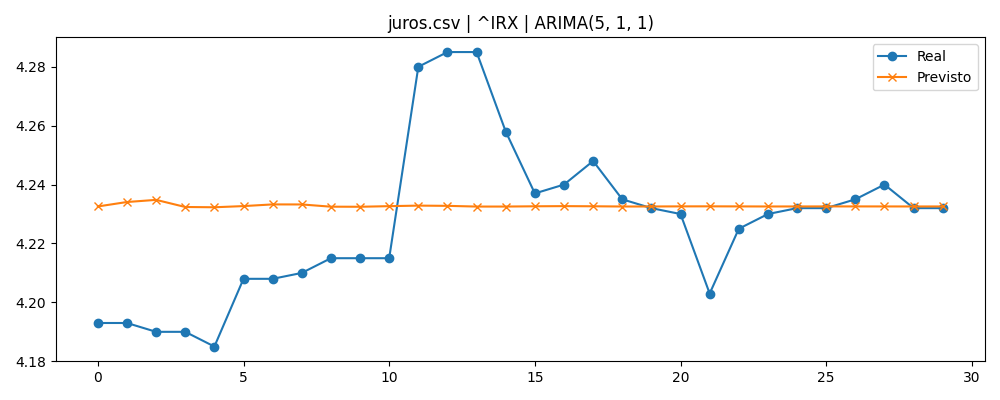 juros.csv | ^IRX | ARIMA(5, 1, 1)
Real
Previsto
4.28
4.26
4.24
4.22
4.20
4.18
0 5 10 15 20 25 30